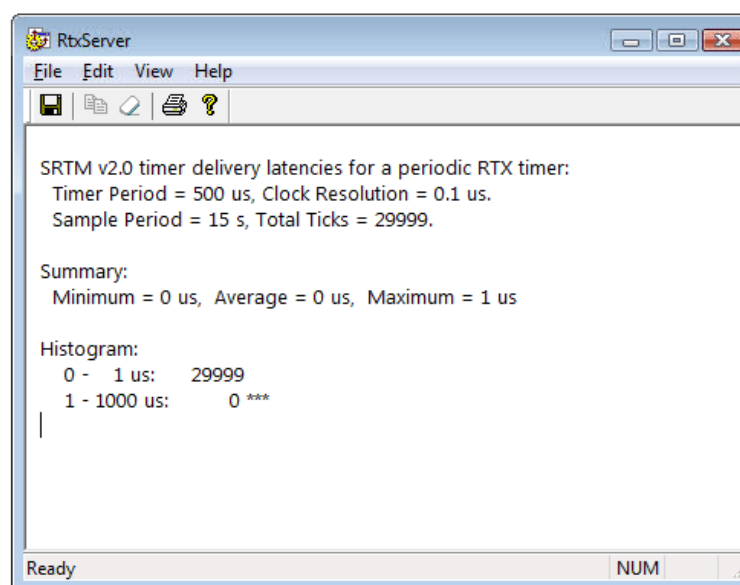 RtxServer
File Edit View Help
SRTM v2.0 timer delivery latencies for a periodic RTX timer:
Timer Period = 500 us, Clock Resolution = 0.1 us.
Sample Period = 15 s, Total Ticks = 29999.
Summary:
Minimum = 0 us,  Average = 0 us,  Maximum = 1 us
Histogram:
0 -    1 us:      29999
1 - 1000 us:          0 ***
Ready NUM